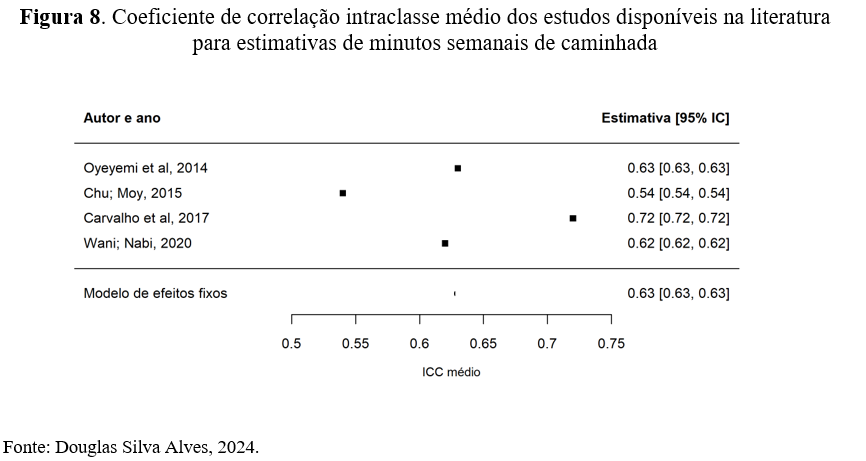 Figura 8. Coeficiente de correlação intraclasse médio dos estudos disponíveis na literatura
para estimativas de minutos semanais de caminhada
Autor e ano Estimativa [95% IC]
Oyeyemi et al, 2014 0.63 [0.63, 0.63]
Chu; Moy, 2015 0.54 [0.54, 0.54]
Carvalho et al, 2017 0.72 [0.72, 0.72]
Wani; Nabi, 2020 0.62 [0.62, 0.62]
Modelo de efeitos fixos 0.63 [0.63, 0.63]
0.5 0.55 0.6 0.65 0.7 0.75
ICC médio
Fonte: Douglas Silva Alves, 2024.